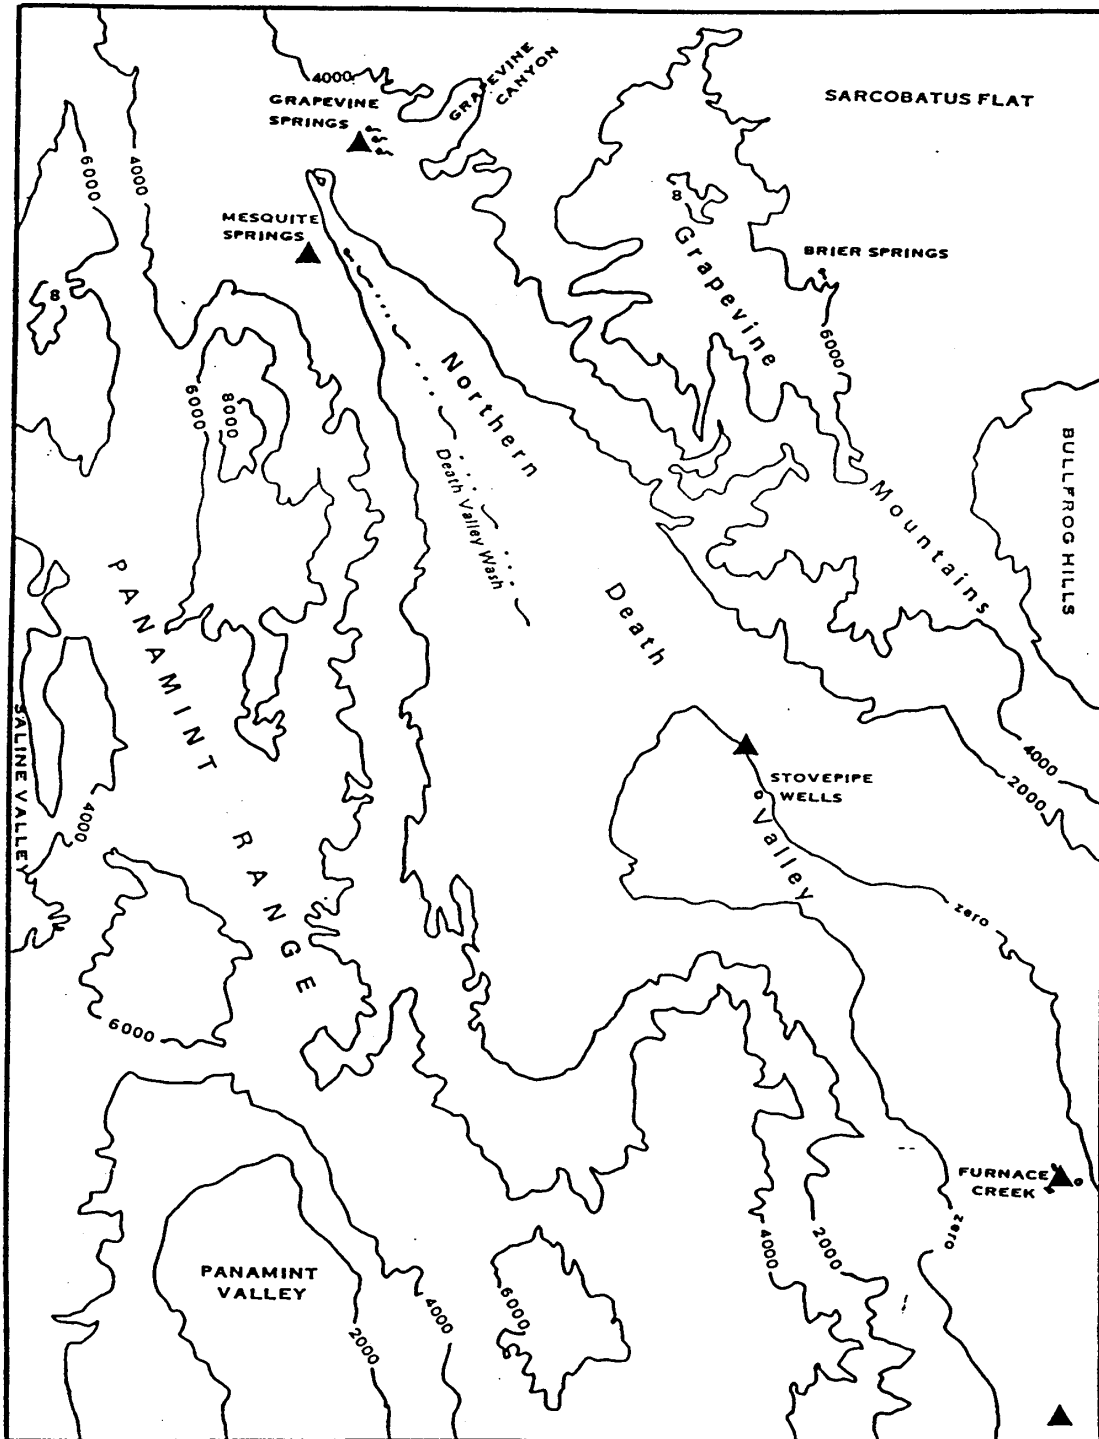 4000
GRAPEVINE
SPRINGS
GRAPEVINE
CANYON
SARCOBATUS FLAT
6000
4000
8
MESQUITE
SPRINGS
BRIER SPRINGS
8
6000
Grapevine
Mountains
Northern
Death
Valley
6000
8000
Death Valley Wash
BULLFROG HILLS
PANAMINT
RANGE
SALINE VALLEY
4000
STOVEPIPE
WELLS
4000
2000
zero
6000
FURNACE
CREEK
zero
PANAMINT
VALLEY
2000
4000
6000
4000
2000